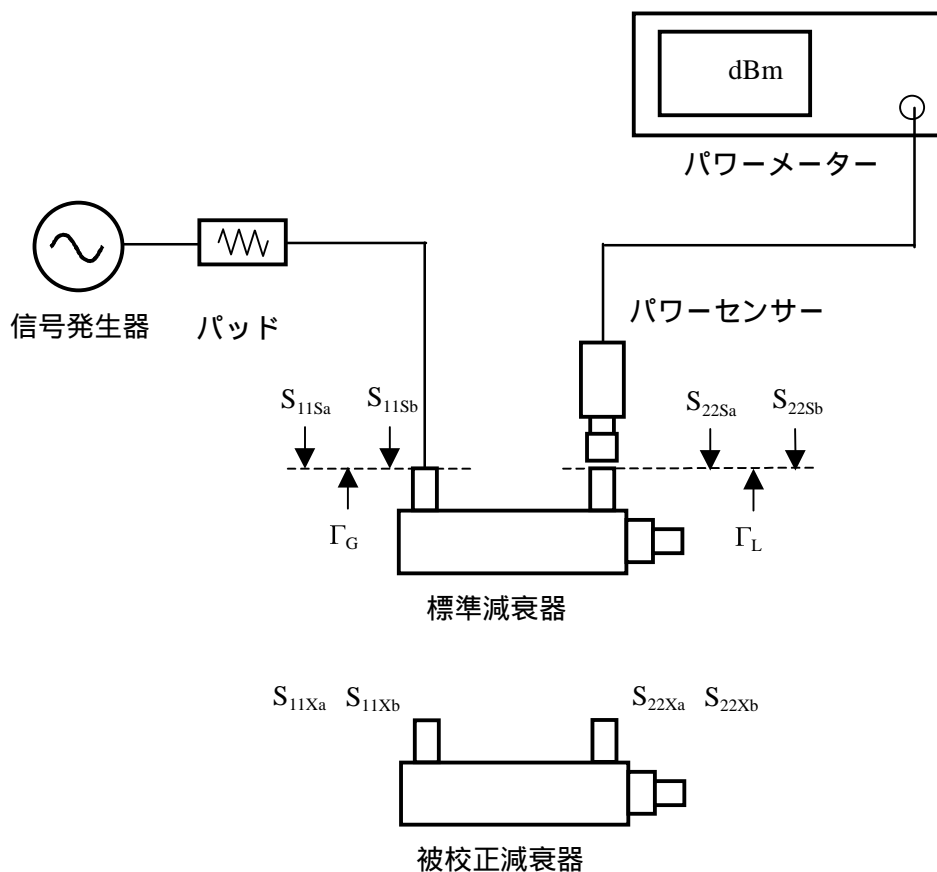 dBm
パワーメーター
信号発生器
パッド
パワーセンサー
S11Sa S11Sb S22Sa S22Sb
ΓG ΓL
標準減衰器
S11Xa S11Xb S22Xa S22Xb
被校正減衰器